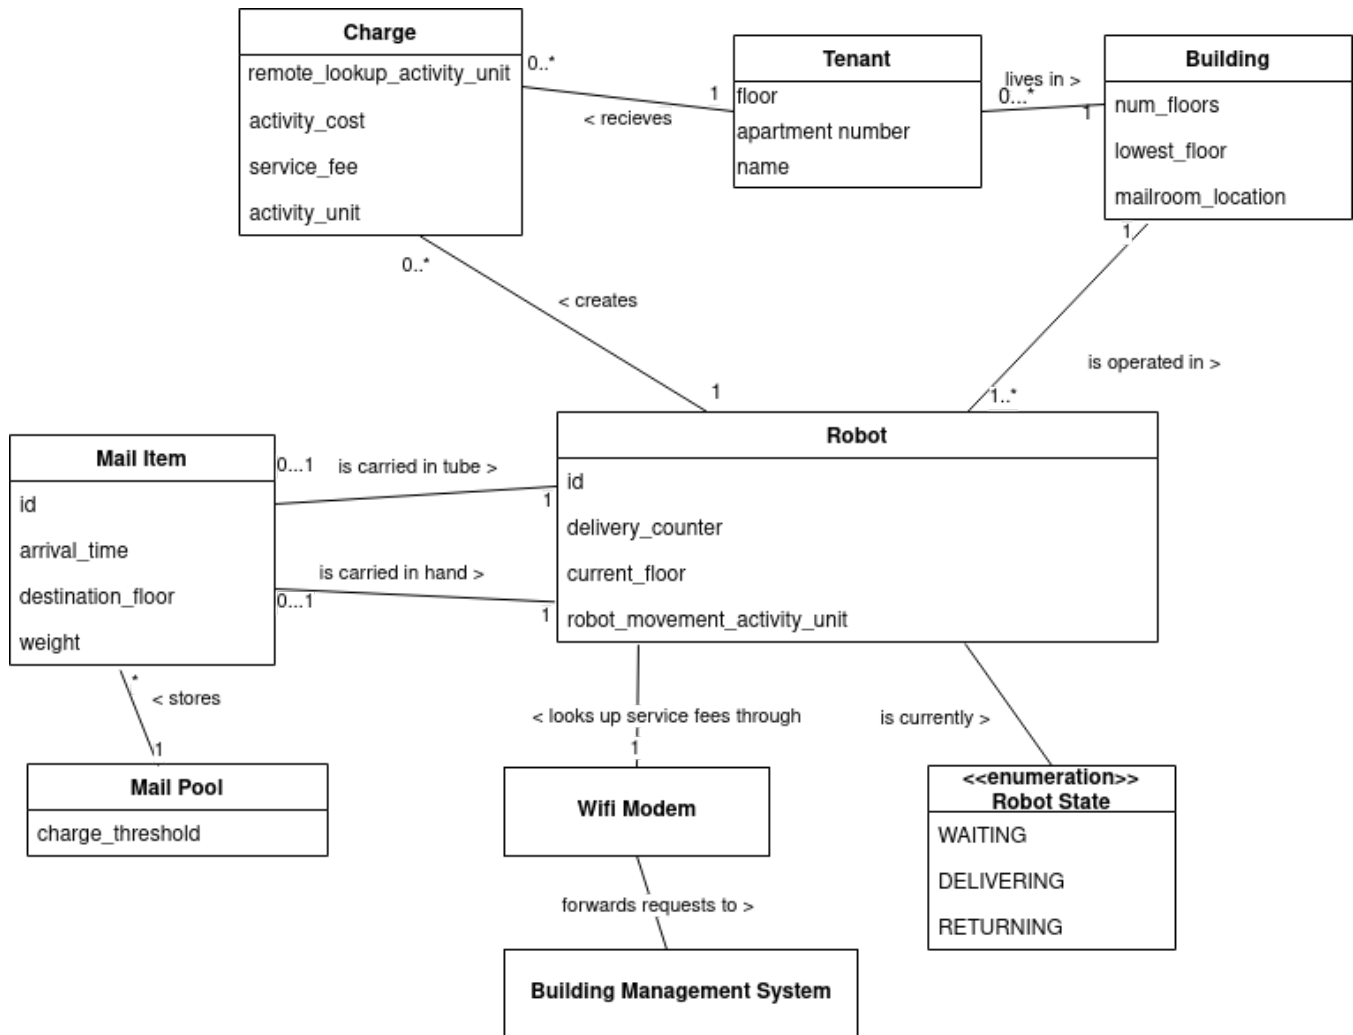 Charge
remote_lookup_activity_unit
activity_cost
service_fee
activity_unit
0..*
1
< recieves
Tenant
floor
apartment number
name
lives in >
0...*
1
Building
num_floors
lowest_floor
mailroom_location
1
is operated in >
1..*
0..*
< creates
1
Mail Item
id
arrival_time
destination_floor
weight
0...1
is carried in tube >
1
is carried in hand >
0...1
1
Robot
id
delivery_counter
current_floor
robot_movement_activity_unit
*
< stores
1
Mail Pool
charge_threshold
< looks up service fees through
1
Wifi Modem
forwards requests to >
Building Management System
is currently >
<<enumeration>>
Robot State
WAITING
DELIVERING
RETURNING